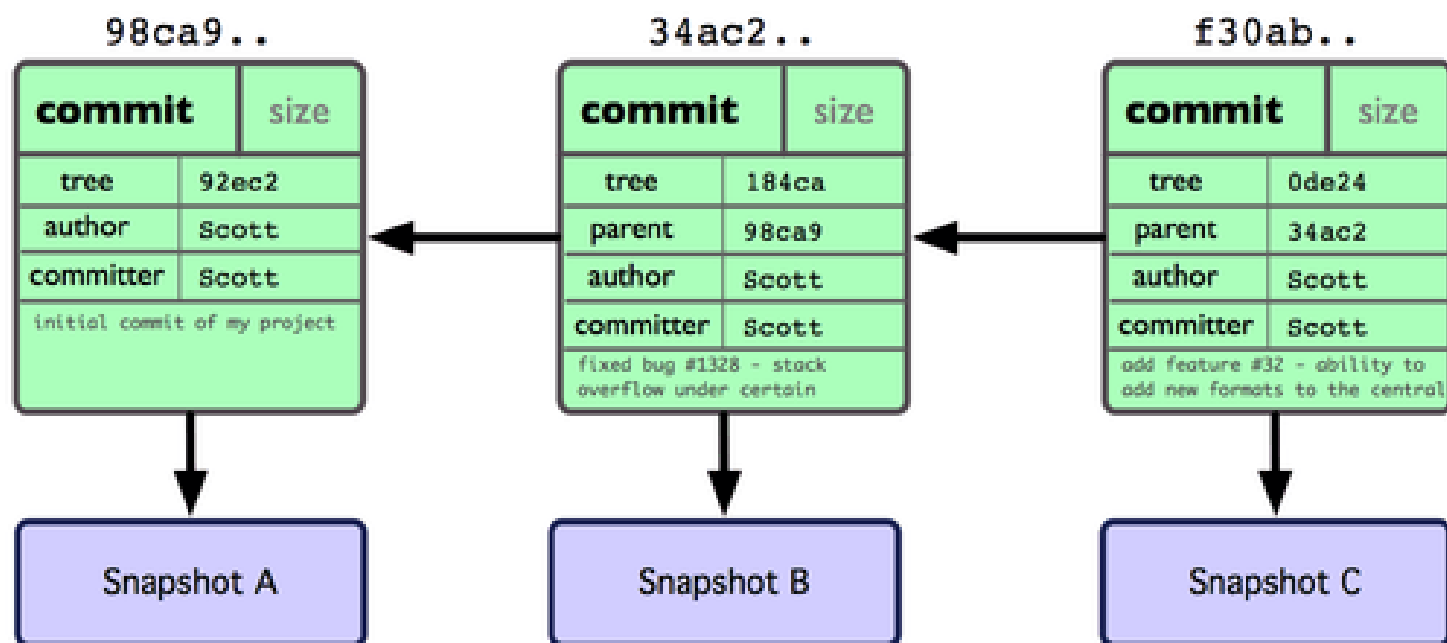 98ca9..
commit size
tree 92ec2
author Scott
committer Scott
initial commit of my project
Snapshot A
34ac2..
commit size
tree 184ca
parent 98ca9
author Scott
committer Scott
fixed bug #1328 - stack
overflow under certain
Snapshot B
f30ab..
commit size
tree 0de24
parent 34ac2
author Scott
committer Scott
add feature #32 - ability to
add new formats to the central
Snapshot C